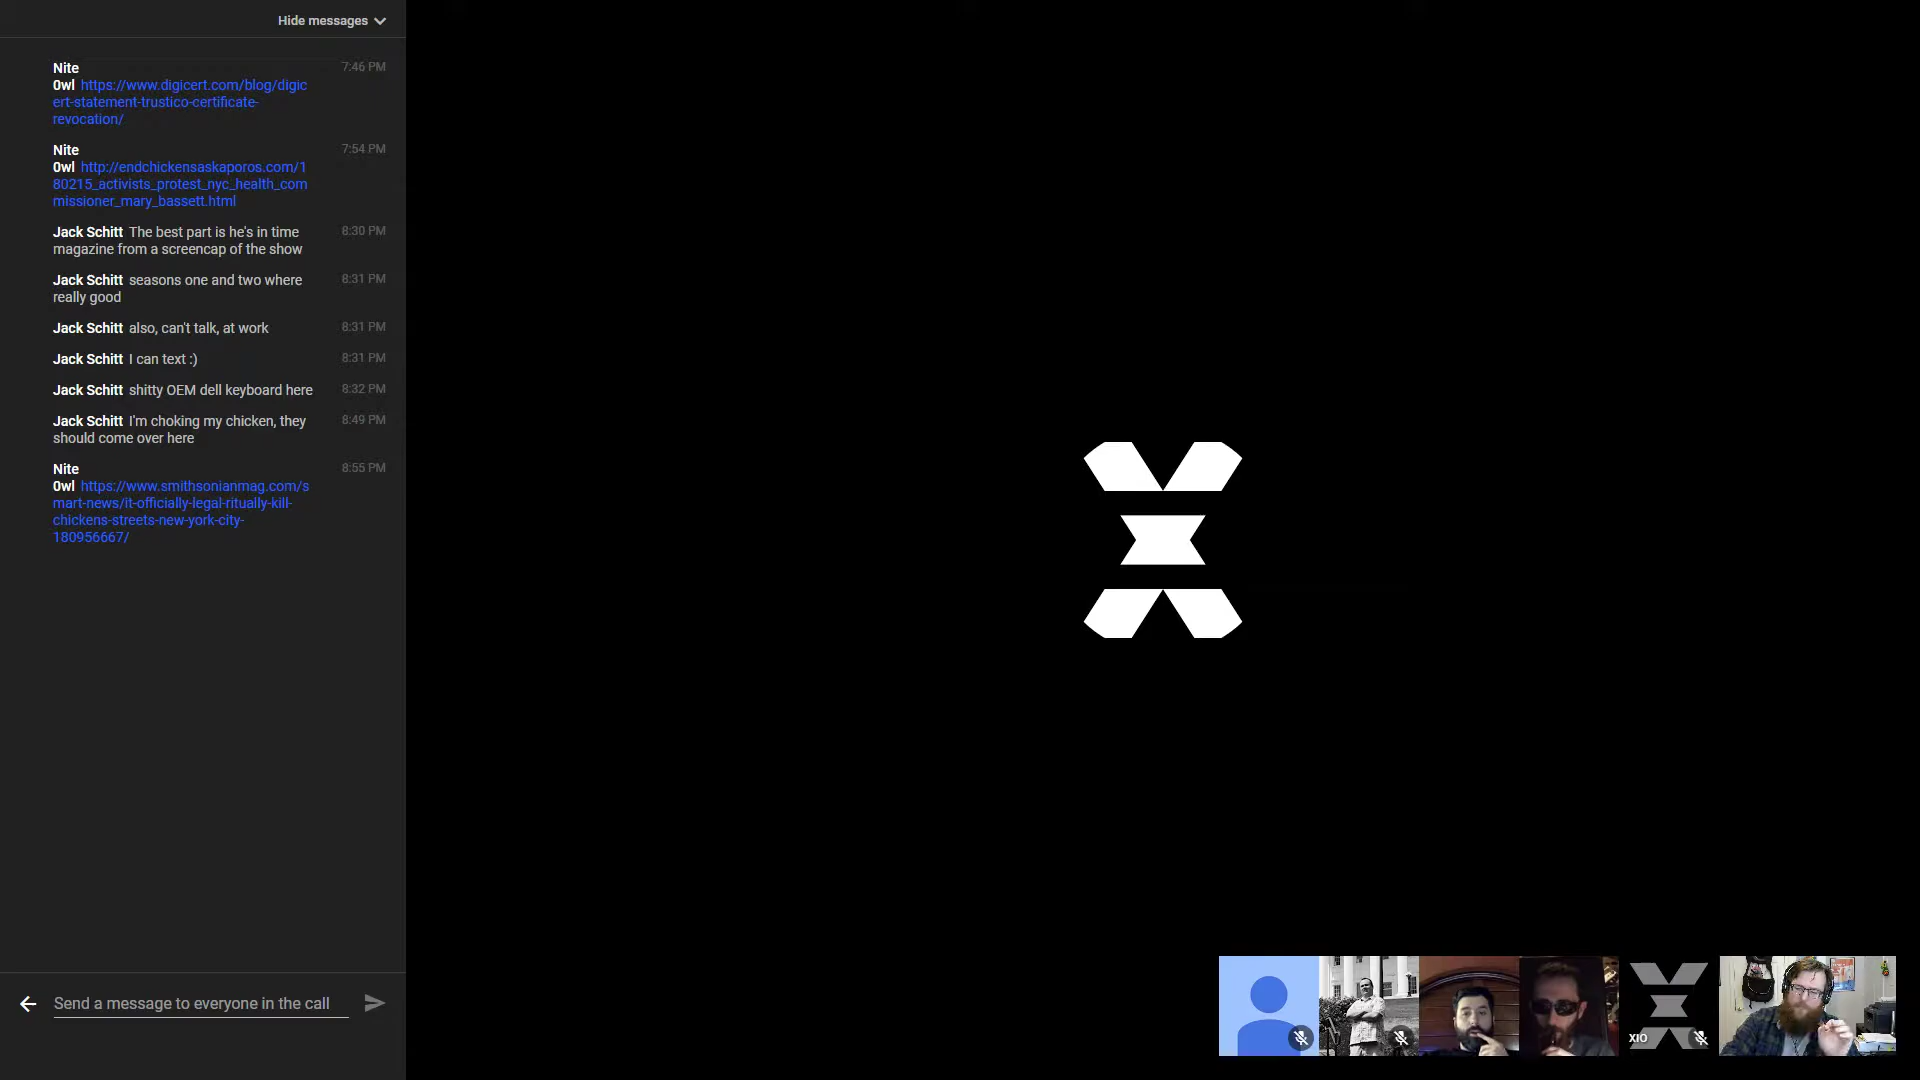 Hide messages
Nite 7:46 PM
0wl https://www.digicert.com/blog/digic
ert-statement-trustico-certificate-
revocation/
Nite 7:54 PM
0wl http://endchickensaskaporos.com/1
80215_activists_protest_nyc_health_com
missioner_mary_bassett.html
Jack Schitt The best part is he's in time 8:30 PM
magazine from a screencap of the show
Jack Schitt seasons one and two where 8:31 PM
really good
Jack Schitt also, can't talk, at work 8:31 PM
Jack Schitt I can text :) 8:31 PM
Jack Schitt shitty OEM dell keyboard here 8:32 PM
Jack Schitt I'm choking my chicken, they 8:49 PM
should come over here
Nite 8:55 PM
0wl https://www.smithsonianmag.com/s
mart-news/it-officially-legal-ritually-kill-
chickens-streets-new-york-city-
180956667/
Send a message to everyone in the call
XIO